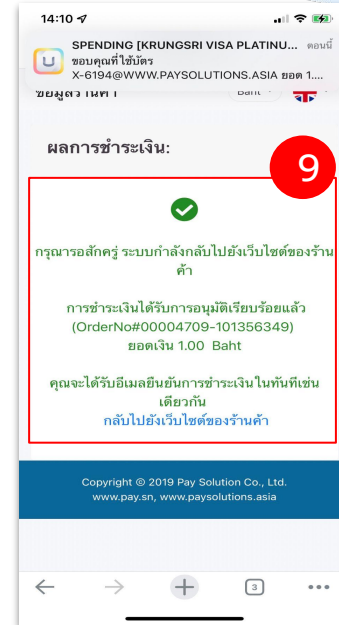 14:10
SPENDING [KRUNGSRI VISA PLATINU... ตอนนี้
ขอบคุณที่ใช้บัตร
X-6194@WWW.PAYSOLUTIONS.ASIA ยอด 1....
Baht
ผลการชำระเงิน:
9
กรุณารอสักครู่ ระบบกำลังกลับไปยังเว็บไซต์ของร้าน
ค้า
การชำระเงินได้รับการอนุมัติเรียบร้อยแล้ว
(OrderNo#00004709-101356349)
ยอดเงิน 1.00 Baht
คุณจะได้รับอีเมลยืนยันการชำระเงินในทันทีเช่น
เดียวกัน
กลับไปยังเว็บไซต์ของร้านค้า
Copyright © 2019 Pay Solution Co., Ltd.
www.pay.sn, www.paysolutions.asia
3